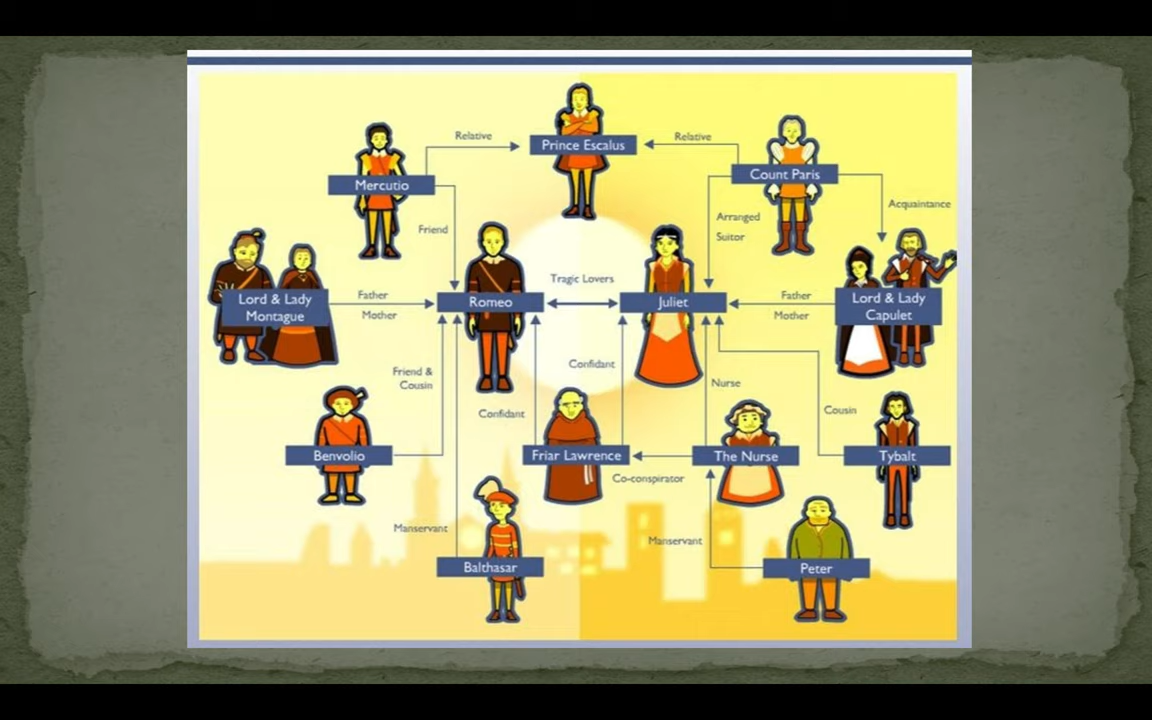 Relative
Prince Escalus
Relative
Mercutio
Count Paris
Friend
Arranged
Suitor
Acquaintance
Lord & Lady
Montague
Father
Mother
Romeo
Tragic Lovers
Juliet
Father
Mother
Lord & Lady
Capulet
Friend &
Cousin
Confidant
Confidant
Nurse
Cousin
Benvolio
Friar Lawrence
Co-conspirator
The Nurse
Tybalt
Manservant
Manservant
Balthasar
Peter